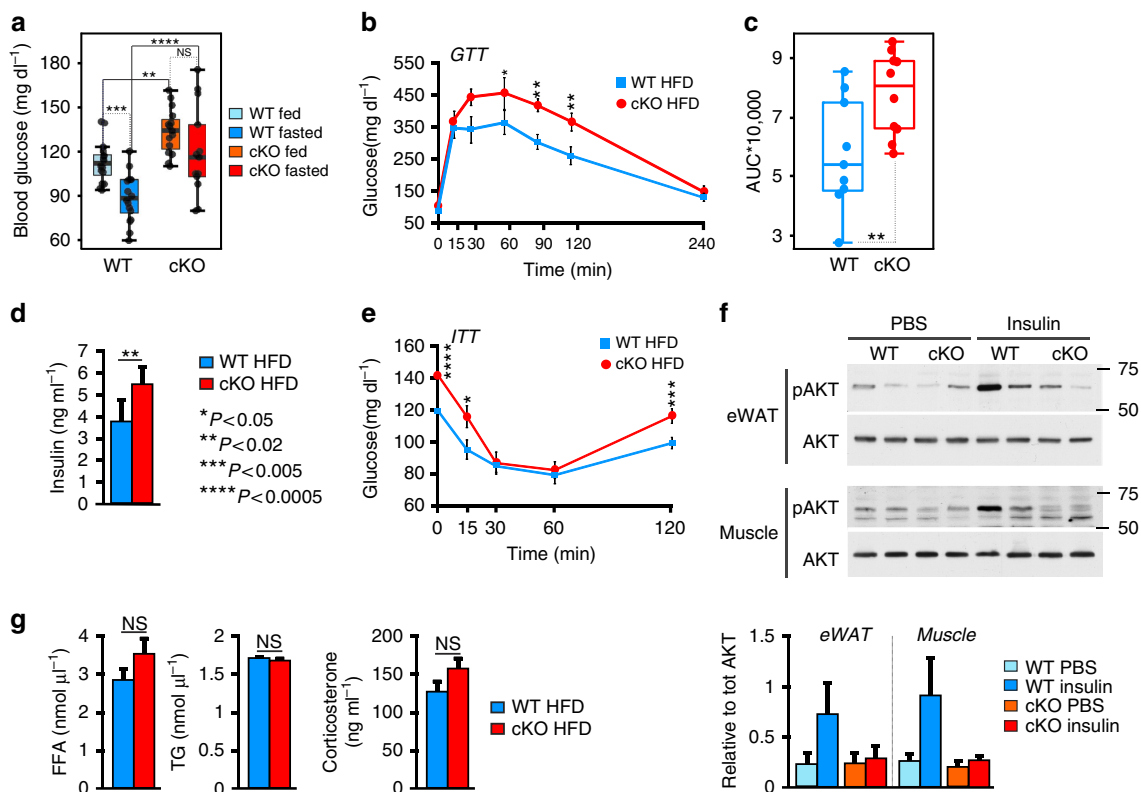 a
Blood glucose (mg dl−1)
180
150
120
90
60
****
NS
**
***
WT
cKO
WT fed
WT fasted
cKO fed
cKO fasted
b
GTT
Glucose(mg dl−1)
550
450
350
250
150
50
*
***
**
WT HFD
cKO HFD
0 15 30 60 90 120 240
Time (min)
c
AUC*10,000
9
6
3
**
WT cKO
d
Insulin (ng ml−1)
7
6
5
4
3
2
1
0
**
WT HFD
cKO HFD
*P<0.05
**P<0.02
***P<0.005
****P<0.0005
e
ITT
Glucose(mg dl−1)
160
140
120
100
80
60
****
*
***
WT HFD
cKO HFD
0 15 30 60 120
Time (min)
f
PBS Insulin
WT cKO WT cKO
eWAT
pAKT
75
50
AKT
Muscle
pAKT
75
50
AKT
g
FFA (nmol μl−1)
4
3
2
1
0
NS
TG (nmol μl−1)
2
1.5
1
0.5
0
NS
Corticosterone
(ng ml−1)
200
150
100
50
0
NS
WT HFD
cKO HFD
Relative to tot AKT
1.5
1
0.5
0
eWAT Muscle
WT PBS
WT insulin
cKO PBS
cKO insulin